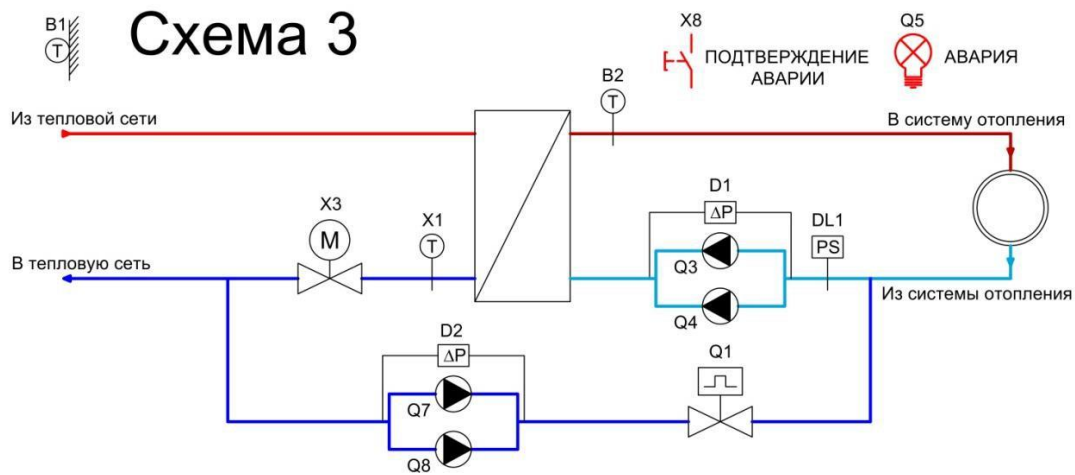 B1
T
Схема 3
X8
ПОДТВЕРЖДЕНИЕ
АВАРИИ
Q5
АВАРИЯ
B2
T
Из тепловой сети
В систему отопления
X3
M
X1
T
D1
ΔP
DL1
PS
Q3
Q4
В тепловую сеть
Из системы отопления
D2
ΔP
Q7
Q8
Q1